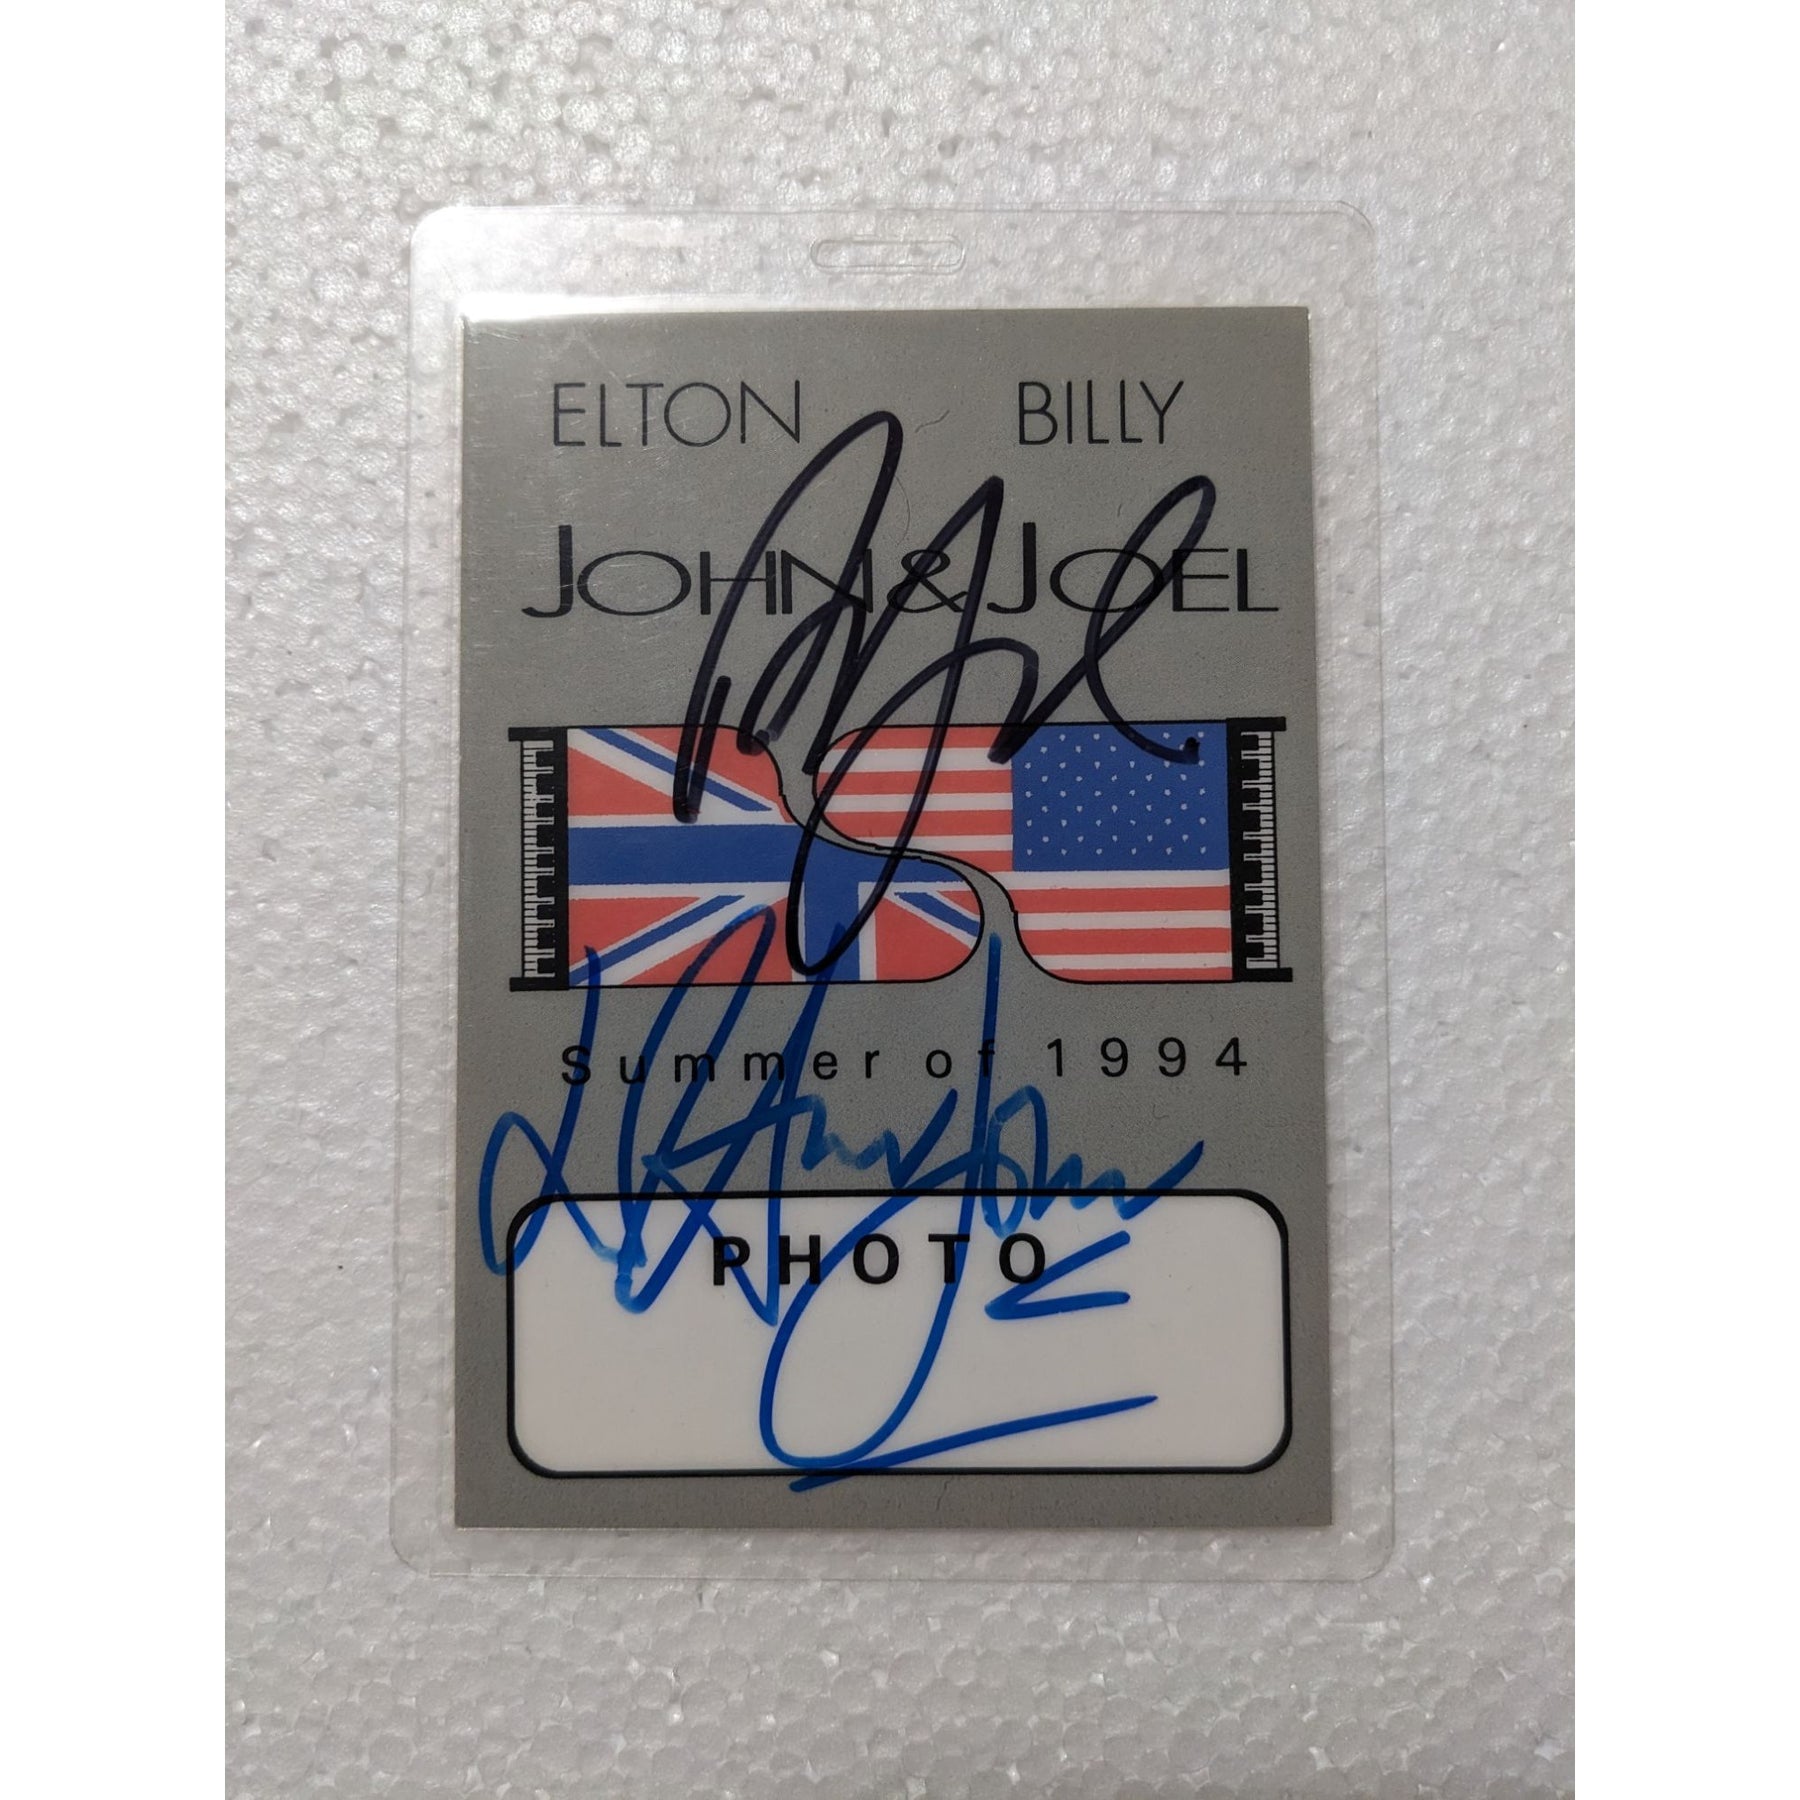 ELTON BILLY
JOHN & JOEL
Summer of 1994
PHOTO